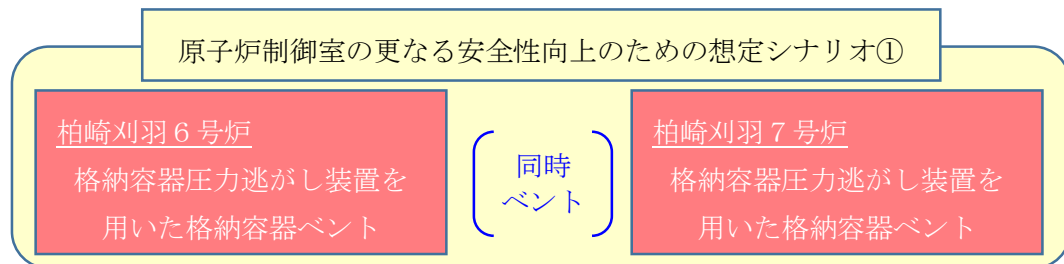 原子炉制御室の更なる安全性向上のための想定シナリオ①
柏崎刈羽６号炉
格納容器圧力逃がし装置を
用いた格納容器ベント
同時
ベント
柏崎刈羽７号炉
格納容器圧力逃がし装置を
用いた格納容器ベント